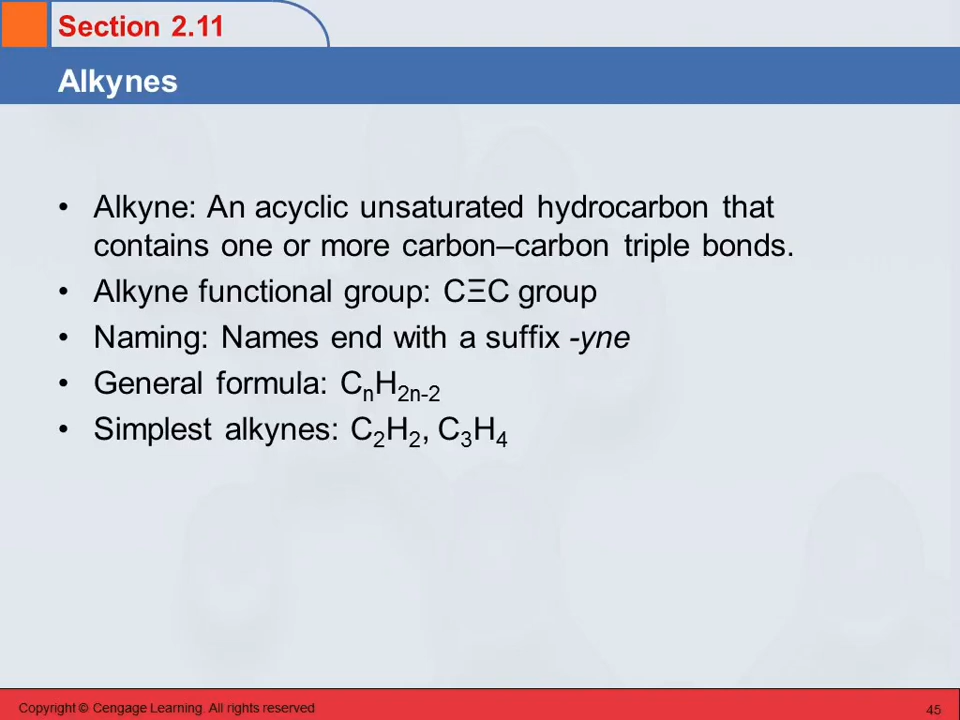 Section 2.11
Alkynes
• Alkyne: An acyclic unsaturated hydrocarbon that
contains one or more carbon–carbon triple bonds.
• Alkyne functional group: CΞC group
• Naming: Names end with a suffix -yne
• General formula: CₙH₂ₙ₋₂
• Simplest alkynes: C₂H₂, C₃H₄
Copyright © Cengage Learning. All rights reserved
45